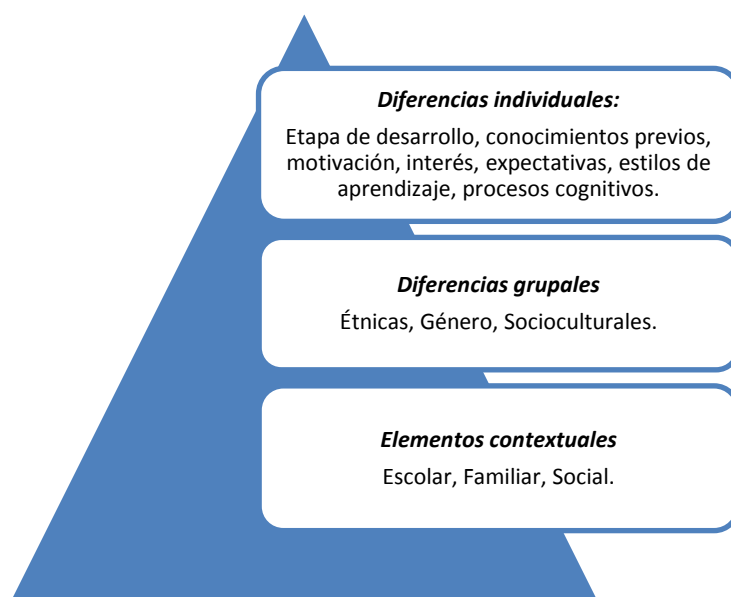 Diferencias individuales:
Etapa de desarrollo, conocimientos previos,
motivación, interés, expectativas, estilos de
aprendizaje, procesos cognitivos.
Diferencias grupales
Étnicas, Género, Socioculturales.
Elementos contextuales
Escolar, Familiar, Social.